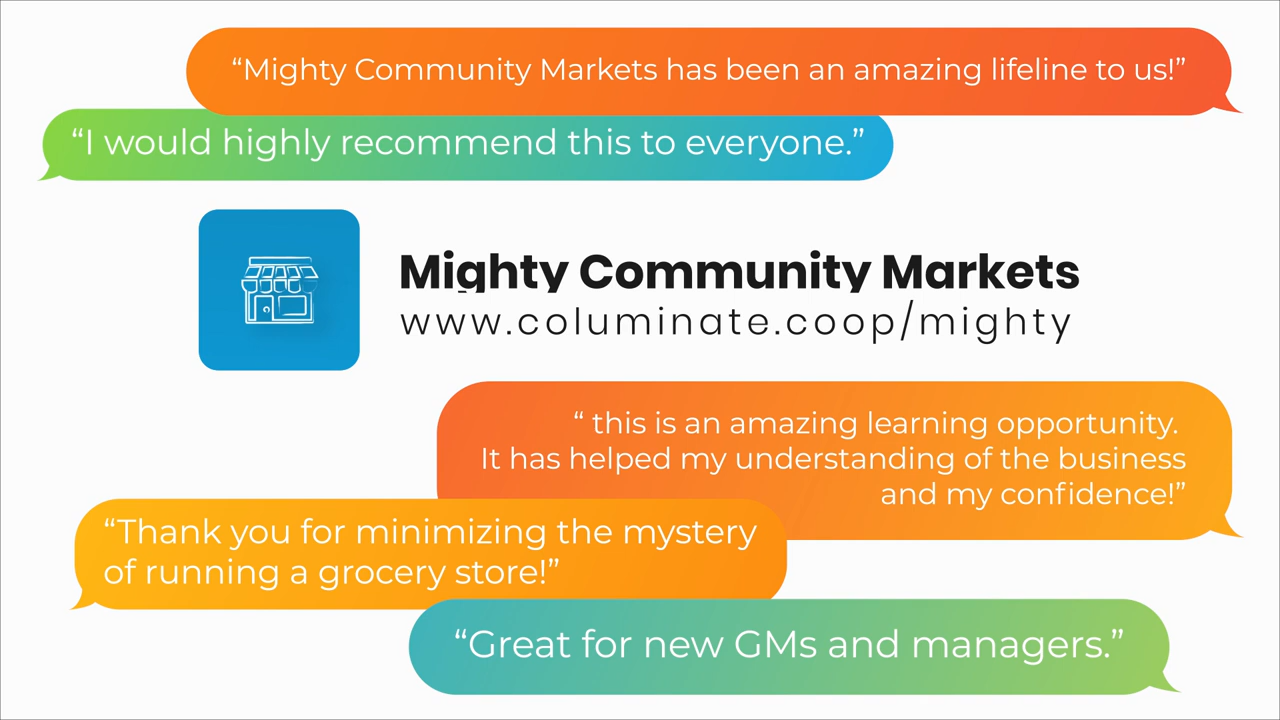 “Mighty Community Markets has been an amazing lifeline to us!”
“I would highly recommend this to everyone.”
Mighty Community Markets
www.columinate.coop/mighty
“ this is an amazing learning opportunity.
It has helped my understanding of the business
and my confidence!”
“Thank you for minimizing the mystery
of running a grocery store!”
“Great for new GMs and managers.”